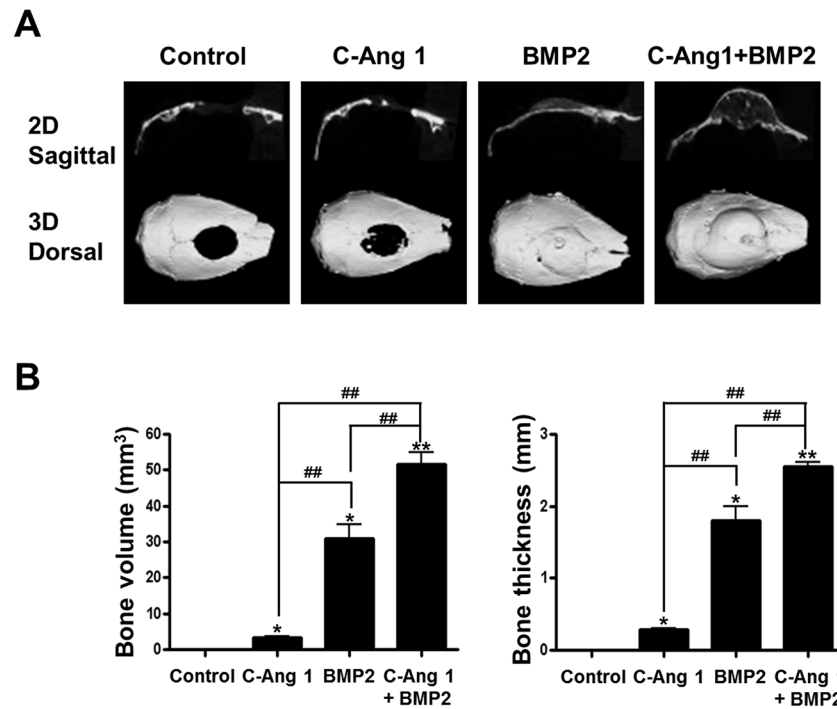 A
Control
C-Ang 1
BMP2
C-Ang1+BMP2
2D
Sagittal
3D
Dorsal
B
Bone volume (mm³)
60
50
40
30
20
10
0
##
##
##
*
*
**
Control
C-Ang 1
BMP2
C-Ang 1
+ BMP2
Bone thickness (mm)
3
2
1
0
##
##
##
*
*
**
Control
C-Ang 1
BMP2
C-Ang 1
+ BMP2